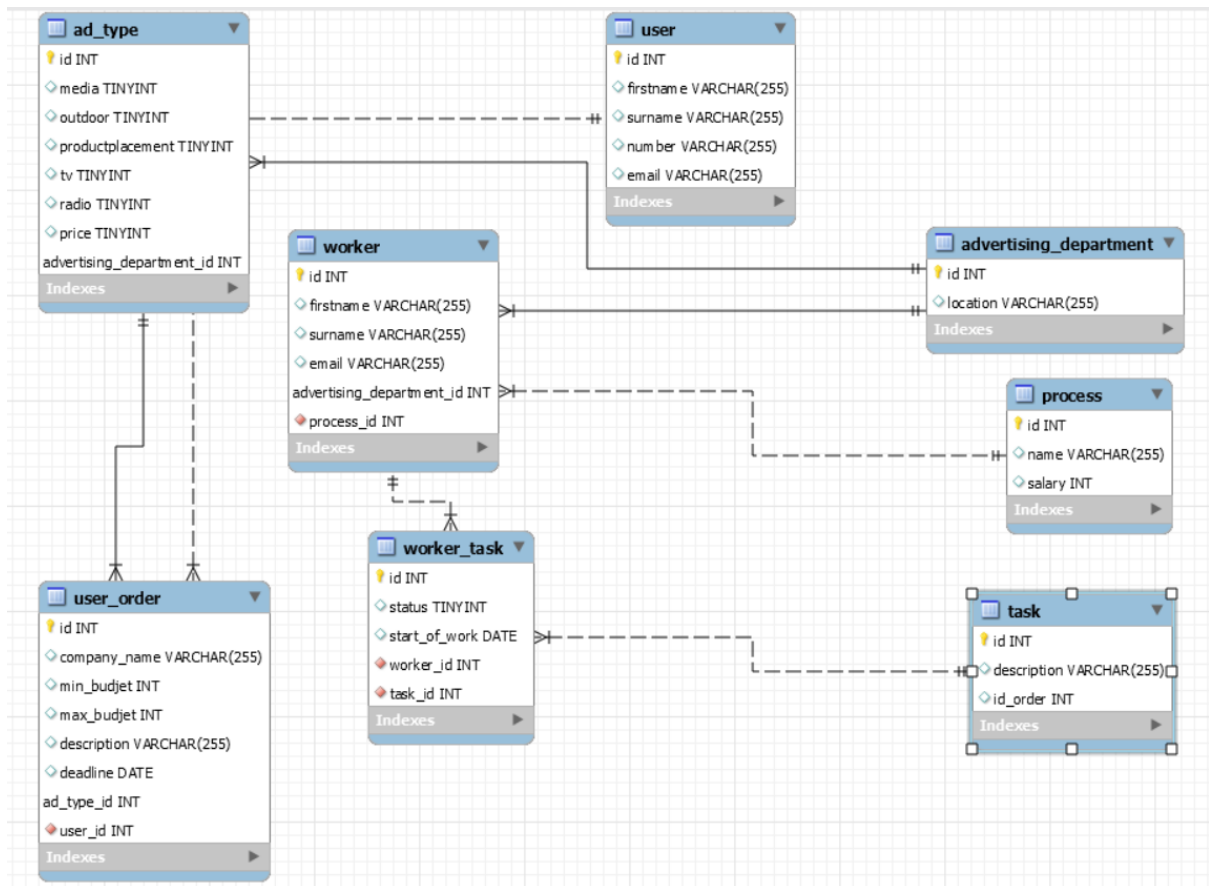 ad_type
id INT
media TINYINT
outdoor TINYINT
productplacement TINYINT
tv TINYINT
radio TINYINT
price TINYINT
advertising_department_id INT
Indexes
user
id INT
firstname VARCHAR(255)
surname VARCHAR(255)
number VARCHAR(255)
email VARCHAR(255)
Indexes
worker
id INT
firstname VARCHAR(255)
surname VARCHAR(255)
email VARCHAR(255)
advertising_department_id INT
process_id INT
Indexes
advertising_department
id INT
location VARCHAR(255)
Indexes
process
id INT
name VARCHAR(255)
salary INT
Indexes
worker_task
id INT
status TINYINT
start_of_work DATE
worker_id INT
task_id INT
Indexes
task
id INT
description VARCHAR(255)
id_order INT
Indexes
user_order
id INT
company_name VARCHAR(255)
min_budjet INT
max_budjet INT
description VARCHAR(255)
deadline DATE
ad_type_id INT
user_id INT
Indexes